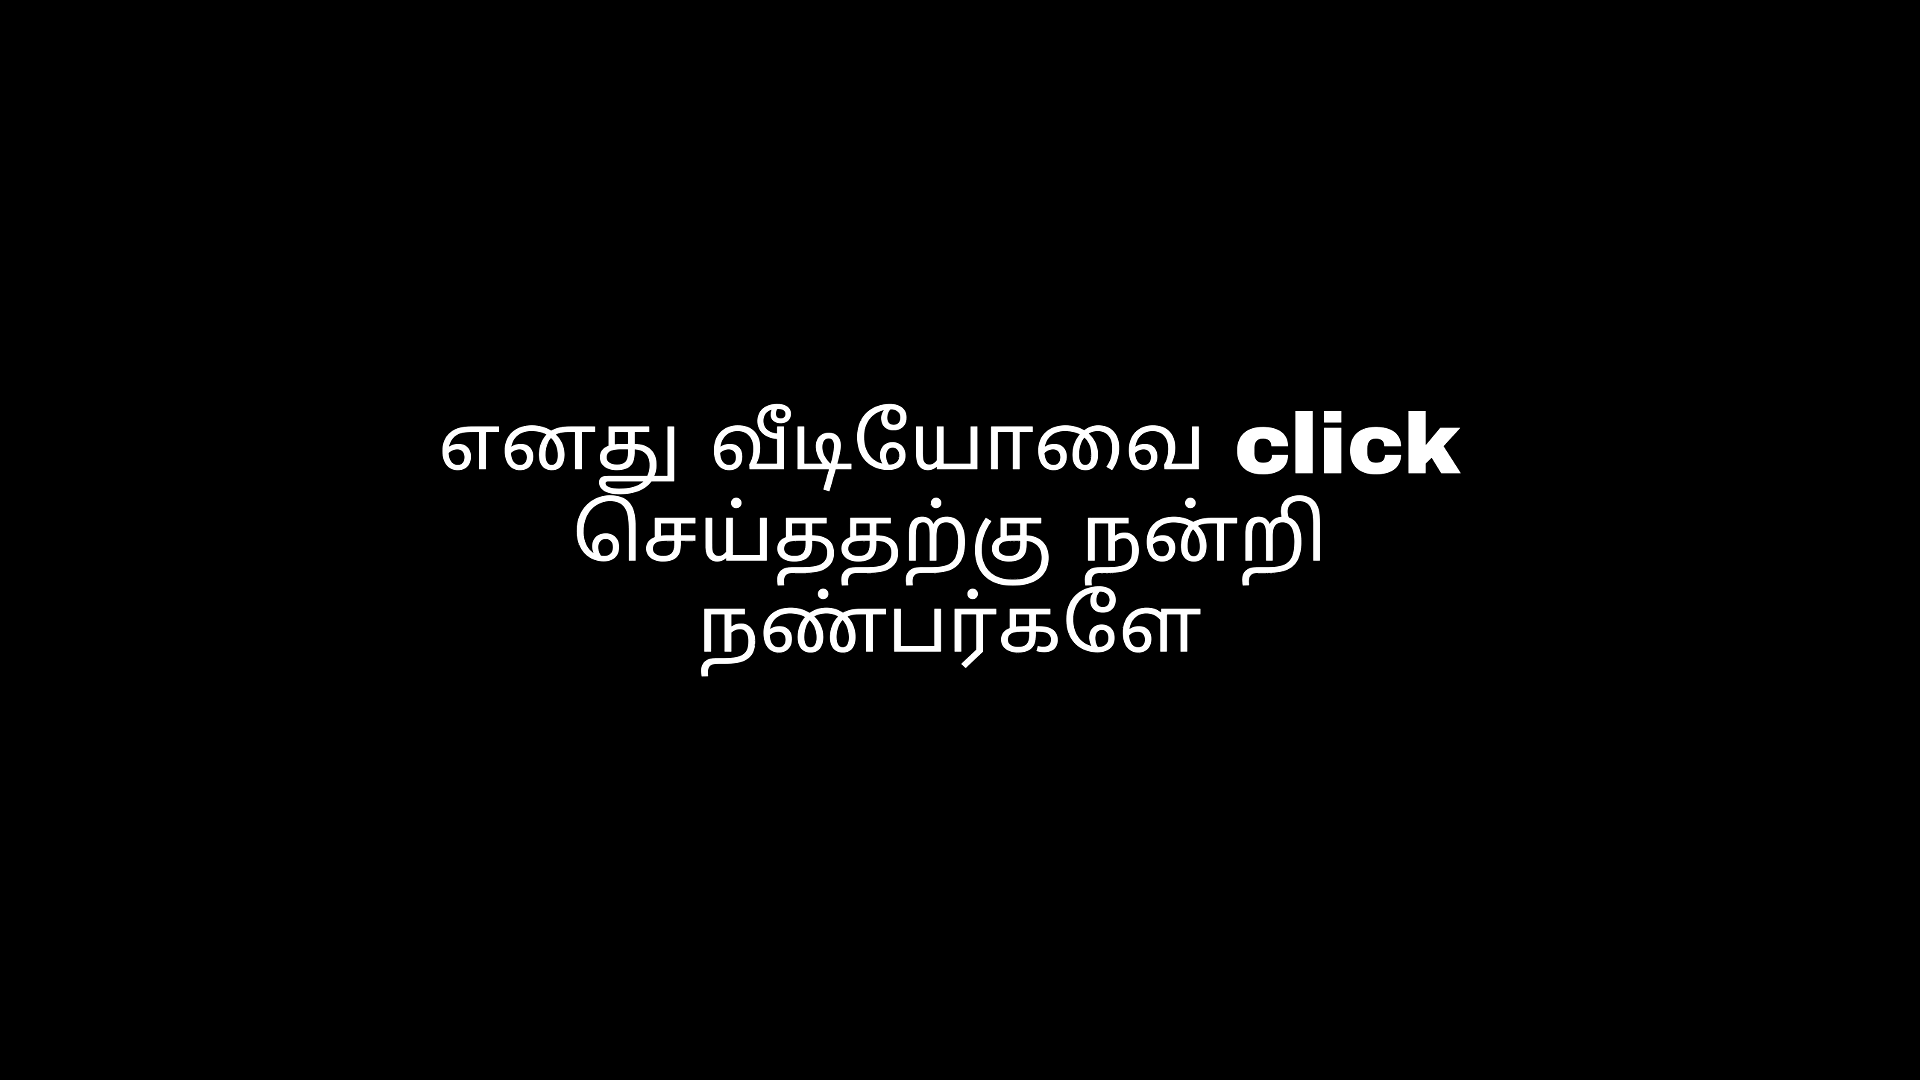 எனது வீடியோவை click
செய்ததற்கு நன்றி
நண்பர்களே